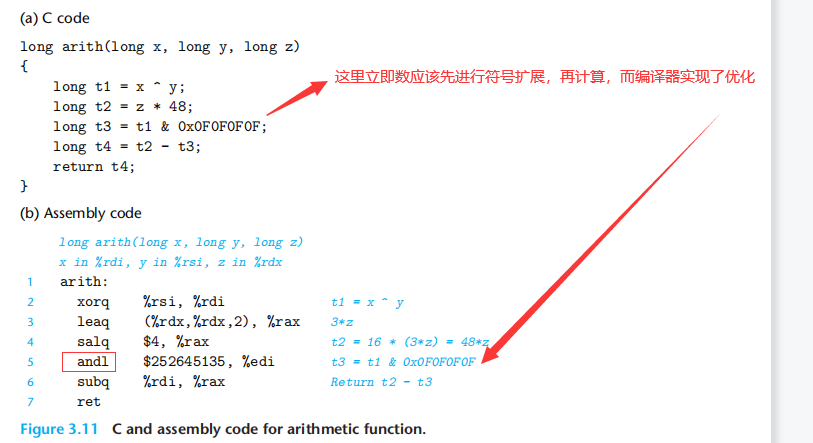 (a) C code
long arith(long x, long y, long z)
{
long t1 = x ^ y;
long t2 = z * 48;
long t3 = t1 & 0x0F0F0F0F;
long t4 = t2 - t3;
return t4;
}
这里立即数应该先进行符号扩展，再计算，而编译器实现了优化
(b) Assembly code
long arith(long x, long y, long z)
x in %rdi, y in %rsi, z in %rdx
1 arith:
2 xorq %rsi, %rdi t1 = x ^ y
3 leaq (%rdx,%rdx,2), %rax 3*z
4 salq $4, %rax t2 = 16 * (3*z) = 48*z
5 andl $252645135, %edi t3 = t1 & 0x0F0F0F0F
6 subq %rdi, %rax Return t2 - t3
7 ret
Figure 3.11 C and assembly code for arithmetic function.